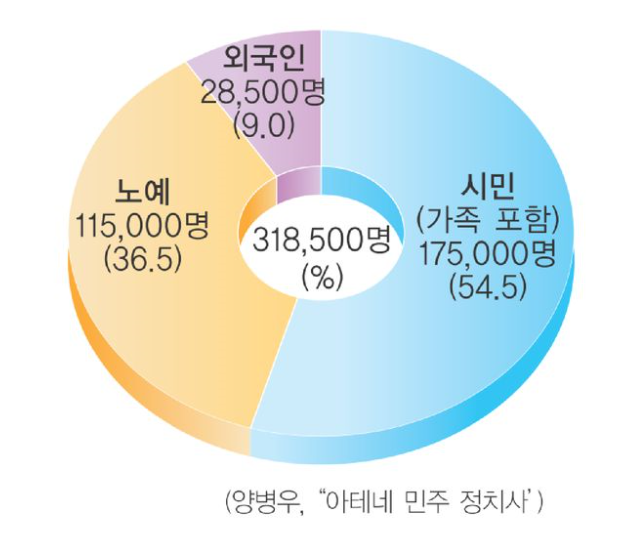 외국인
28,500명
(9.0)
노예
115,000명
(36.5)
시민
(가족 포함)
175,000명
(54.5)
318,500명
(%)
(양병우, “아테네 민주 정치사’)